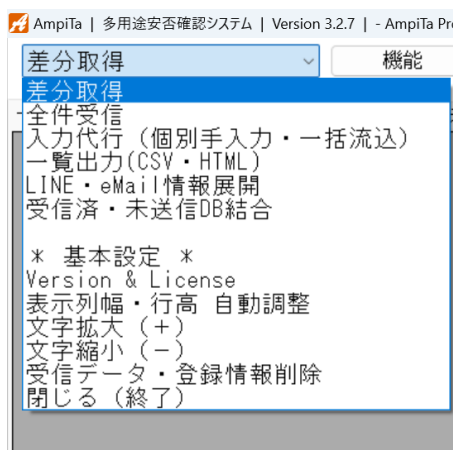 AmpiTa | 多用途安否確認システム | Version 3.2.7 | - AmpiTa Pr
差分取得
機能
差分取得
全件受信
入力代行（個別手入力・一括流込）
一覧出力(CSV・HTML)
LINE・eMail情報展開
受信済・未送信DB結合
＊ 基本設定 ＊
Version & License
表示列幅・行高 自動調整
文字拡大（＋）
文字縮小（－）
受信データ・登録情報削除
閉じる（終了）